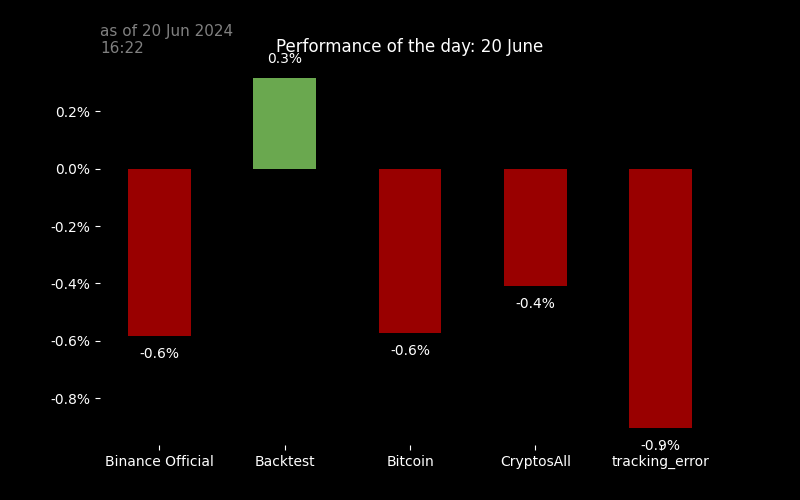 as of 20 Jun 2024
16:22
Performance of the day: 20 June
0.3%
0.2%
0.0%
-0.2%
-0.4%
-0.6%
-0.8%
-0.6%
-0.6%
-0.4%
-0.9%
Binance Official
Backtest
Bitcoin
CryptosAll
tracking_error